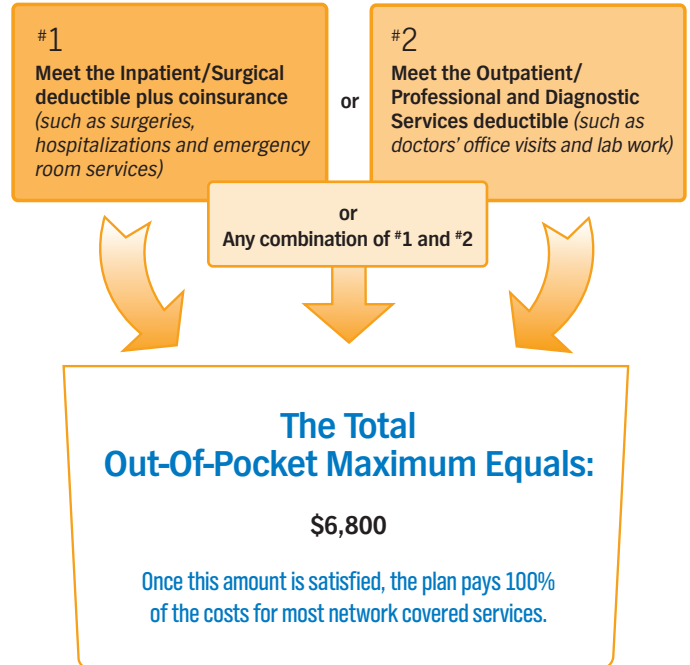 #1
Meet the Inpatient/Surgical
deductible plus coinsurance
(such as surgeries,
hospitalizations and emergency
room services)
or
#2
Meet the Outpatient/
Professional and Diagnostic
Services deductible (such as
doctors' office visits and lab work)
or
Any combination of #1 and #2
The Total
Out-Of-Pocket Maximum Equals:
$6,800
Once this amount is satisfied, the plan pays 100%
of the costs for most network covered services.